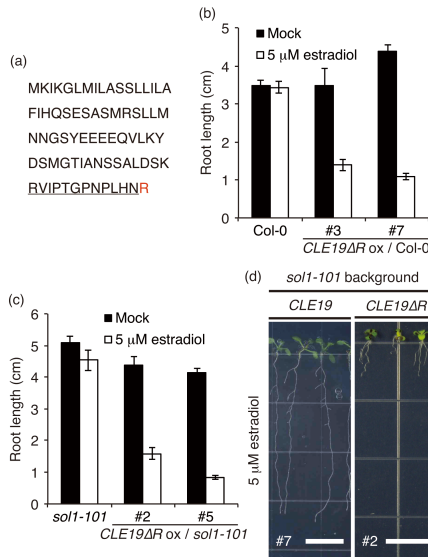 (a)
MKIKGLMILASSLLILA
FIHQSESASMRSLLM
NNGSYEEEEQVLKY
DSMGTIANSSALDSK
RVIPTGPNPLHNR
(b)
Mock
5 μM estradiol
Root length (cm)
5
4
3
2
1
0
Col-0
#3
#7
CLE19ΔR ox / Col-0
(c)
Mock
5 μM estradiol
Root length (cm)
6
5
4
3
2
1
0
sol1-101
#2
#5
CLE19ΔR ox / sol1-101
(d)
sol1-101 background
CLE19
CLE19ΔR
5 μM estradiol
#7
#2